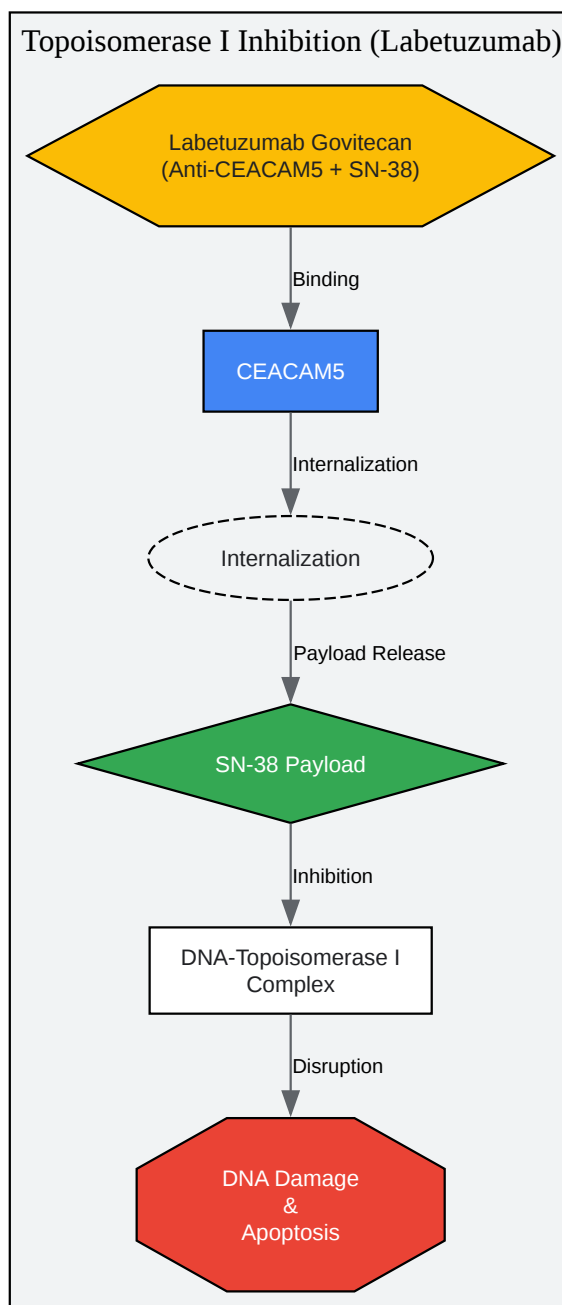 Topoisomerase I Inhibition (Labetuzumab)
Labetuzumab Govitecan
(Anti-CEACAM5 + SN-38)
Binding
CEACAM5
Internalization
Internalization
Payload Release
SN-38 Payload
Inhibition
DNA-Topoisomerase I
Complex
Disruption
DNA Damage
&
Apoptosis